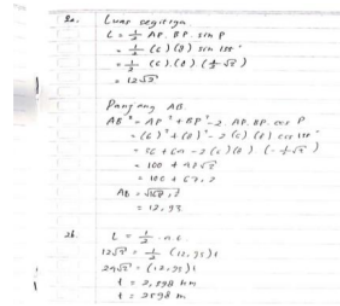 2a. Luas segitiga
L = 1/2 AP. BP. sin P
= 1/2 (6) (8) sin 135°
= 1/2 (6). (8) (1/2 √2)
= 12√2
Panjang AB.
AB² = AP² + BP² - 2. AP. BP. cos P
= (6)² + (8)² - 2 (6) (8) cos 135°
= 36 + 64 - 2 (6) (8) (-1/2 √2)
= 100 + 48√2
= 100 + 67,2
AB = √167,2
= 12,93
2b. L = 1/2 . a. t
12√2 = 1/2 (12,93) t
24√2 = (12,93) t
t = 2,598 km
t = 2598 m